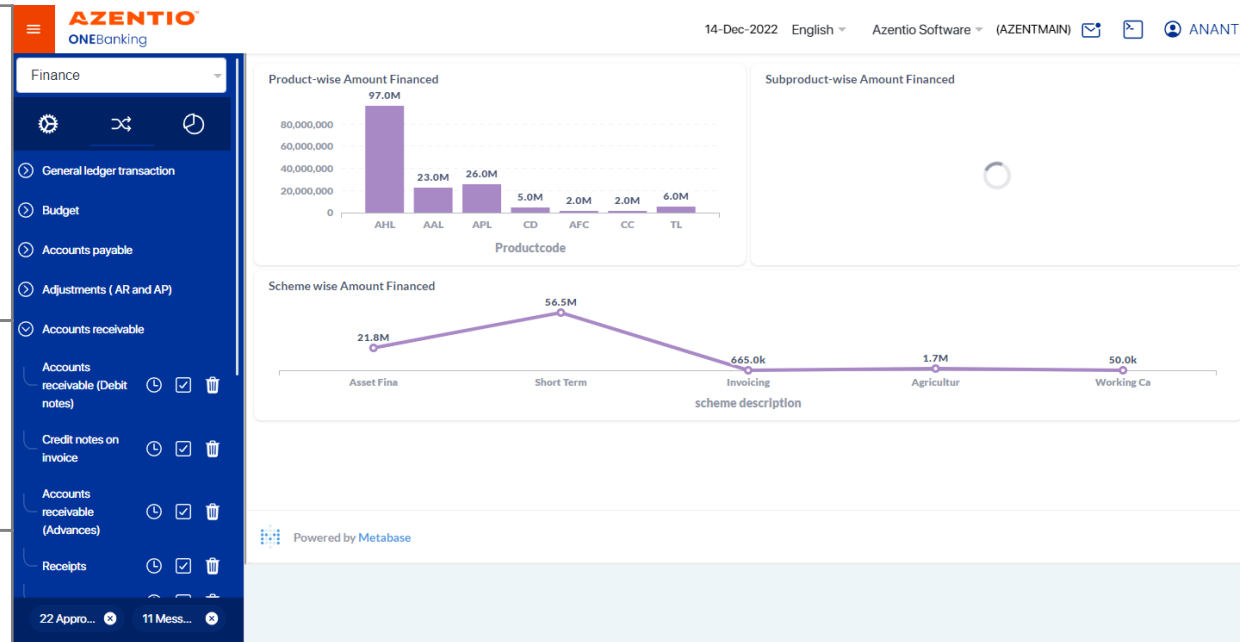 AZENTIO
ONEBanking
14-Dec-2022 English Azentio Software (AZENTMAIN) ANANT
Finance
General ledger transaction
Budget
Accounts payable
Adjustments ( AR and AP)
Accounts receivable
Accounts
receivable (Debit
notes)
Credit notes on
invoice
Accounts
receivable
(Advances)
Receipts
22 Appro...
11 Mess...
Product-wise Amount Financed
97.0M
80,000,000
60,000,000
40,000,000
20,000,000
0
23.0M
26.0M
5.0M
2.0M
2.0M
6.0M
AHL AAL APL CD AFC CC TL
Productcode
Subproduct-wise Amount Financed
Scheme wise Amount Financed
21.8M
56.5M
665.0k
1.7M
50.0k
Asset Fina Short Term Invoicing Agricultur Working Ca
scheme description
Powered by Metabase